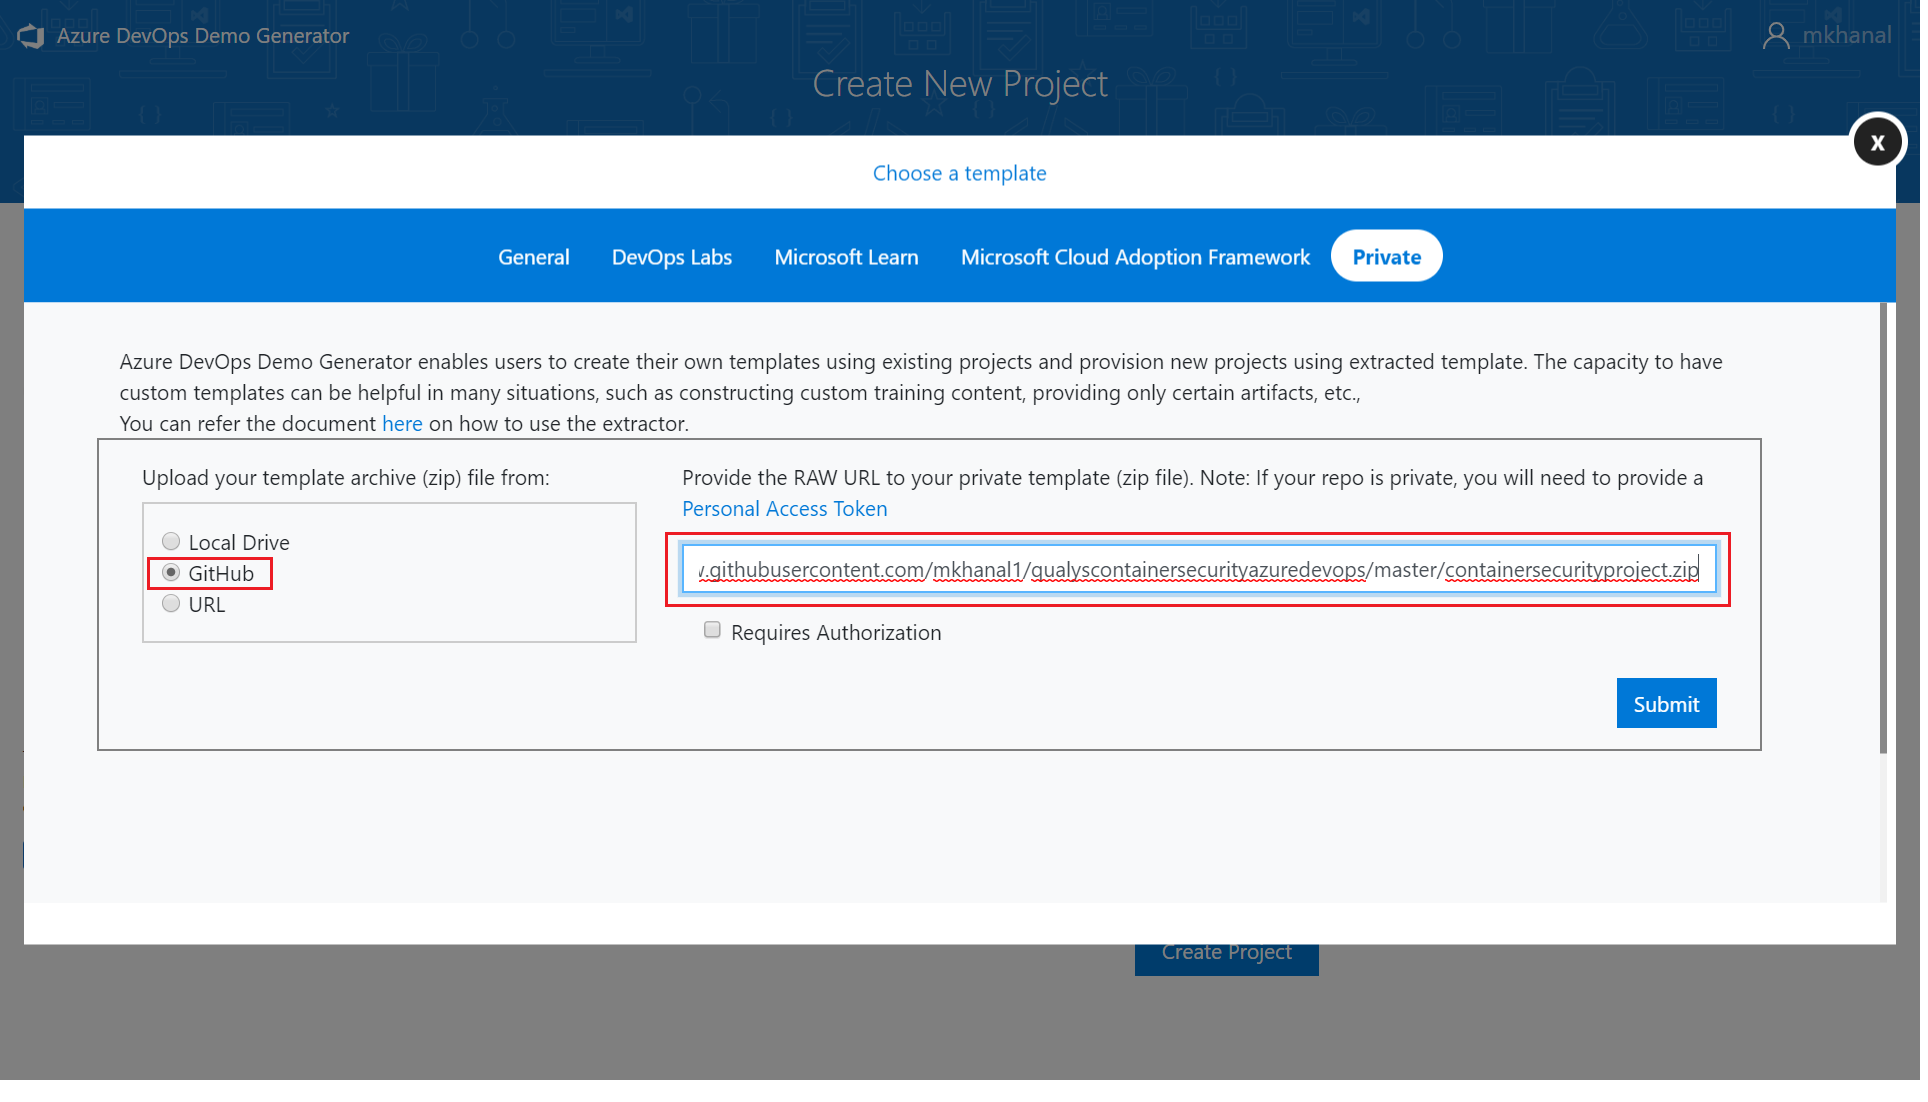 Azure DevOps Demo Generator
mkhanal
Create New Project
X
Choose a template
General DevOps Labs Microsoft Learn Microsoft Cloud Adoption Framework Private
Azure DevOps Demo Generator enables users to create their own templates using existing projects and provision new projects using extracted template. The capacity to have
custom templates can be helpful in many situations, such as constructing custom training content, providing only certain artifacts, etc.,
You can refer the document here on how to use the extractor.
Upload your template archive (zip) file from:
Local Drive
GitHub
URL
Provide the RAW URL to your private template (zip file). Note: If your repo is private, you will need to provide a
Personal Access Token
.githubusercontent.com/mkhanal1/qualyscontainersecurityazuredevops/master/containersecurityproject.zip
Requires Authorization
Submit
Create Project